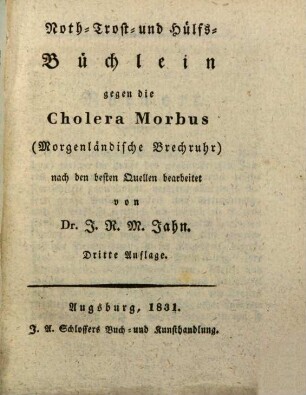 Noth-Trost-und Hülfs-
Büchlein
gegen die
Cholera Morbus
(Morgenländische Brechruhr)
nach den besten Quellen bearbeitet
von
Dr. J. R. M. Jahn.
Dritte Auflage.
Augsburg, 1831.
J. A. Schlossers Buch-und Kunsthandlung.